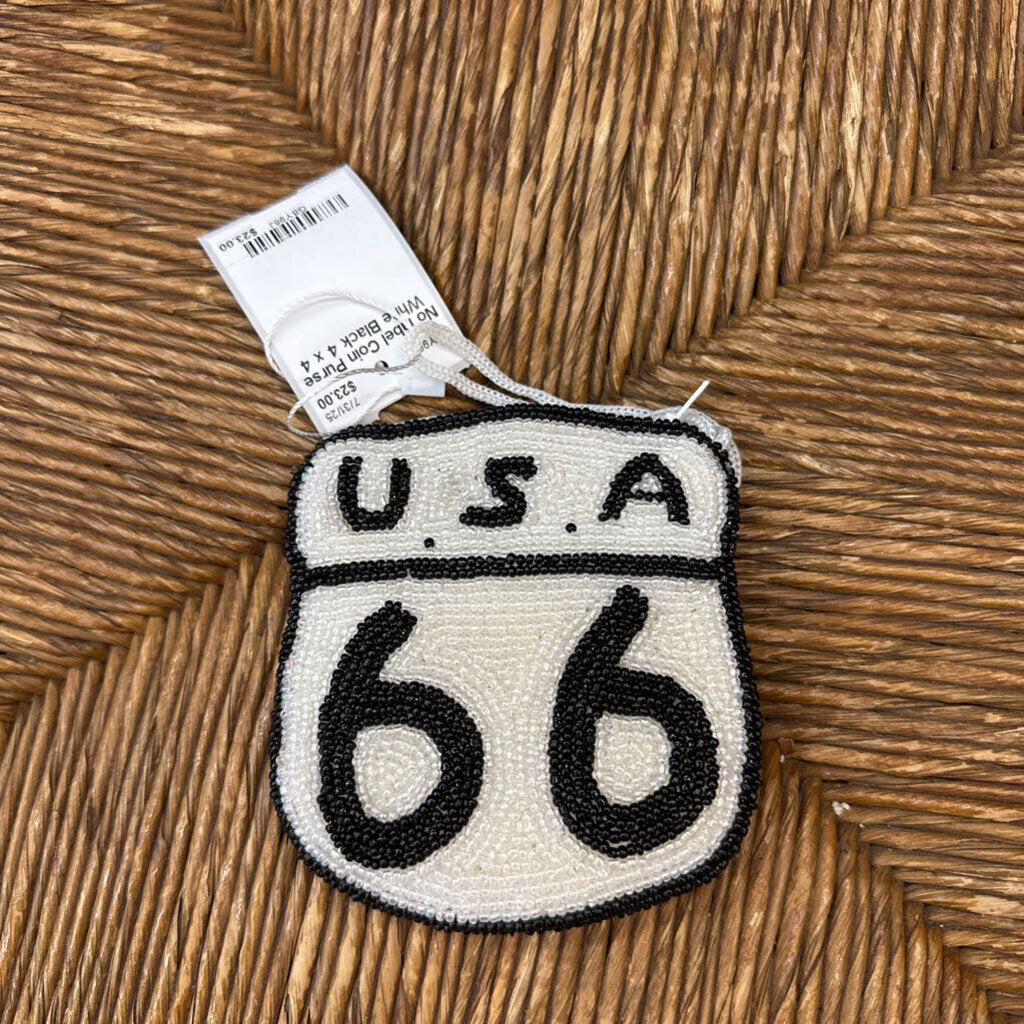 7/31/25
$23.00
No label Coin Purse
White Black 4 x 4
$23.00
U.S.A
66